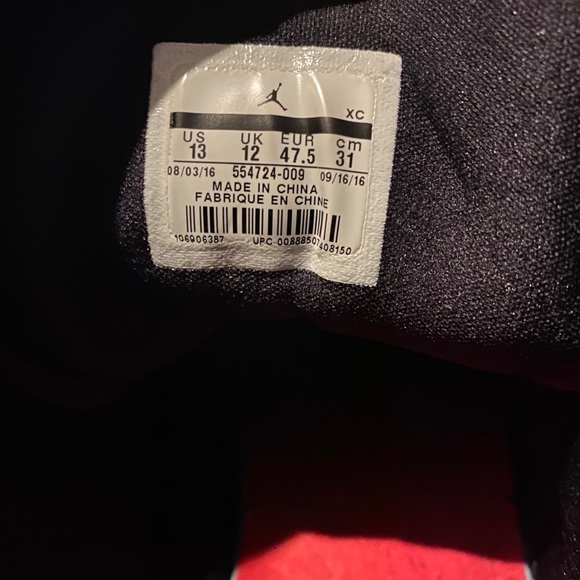 XC
US UK EUR cm
13 12 47.5 31
08/03/16 554724-009 09/16/16
MADE IN CHINA
FABRIQUE EN CHINE
106906387 UPC 00888507408150